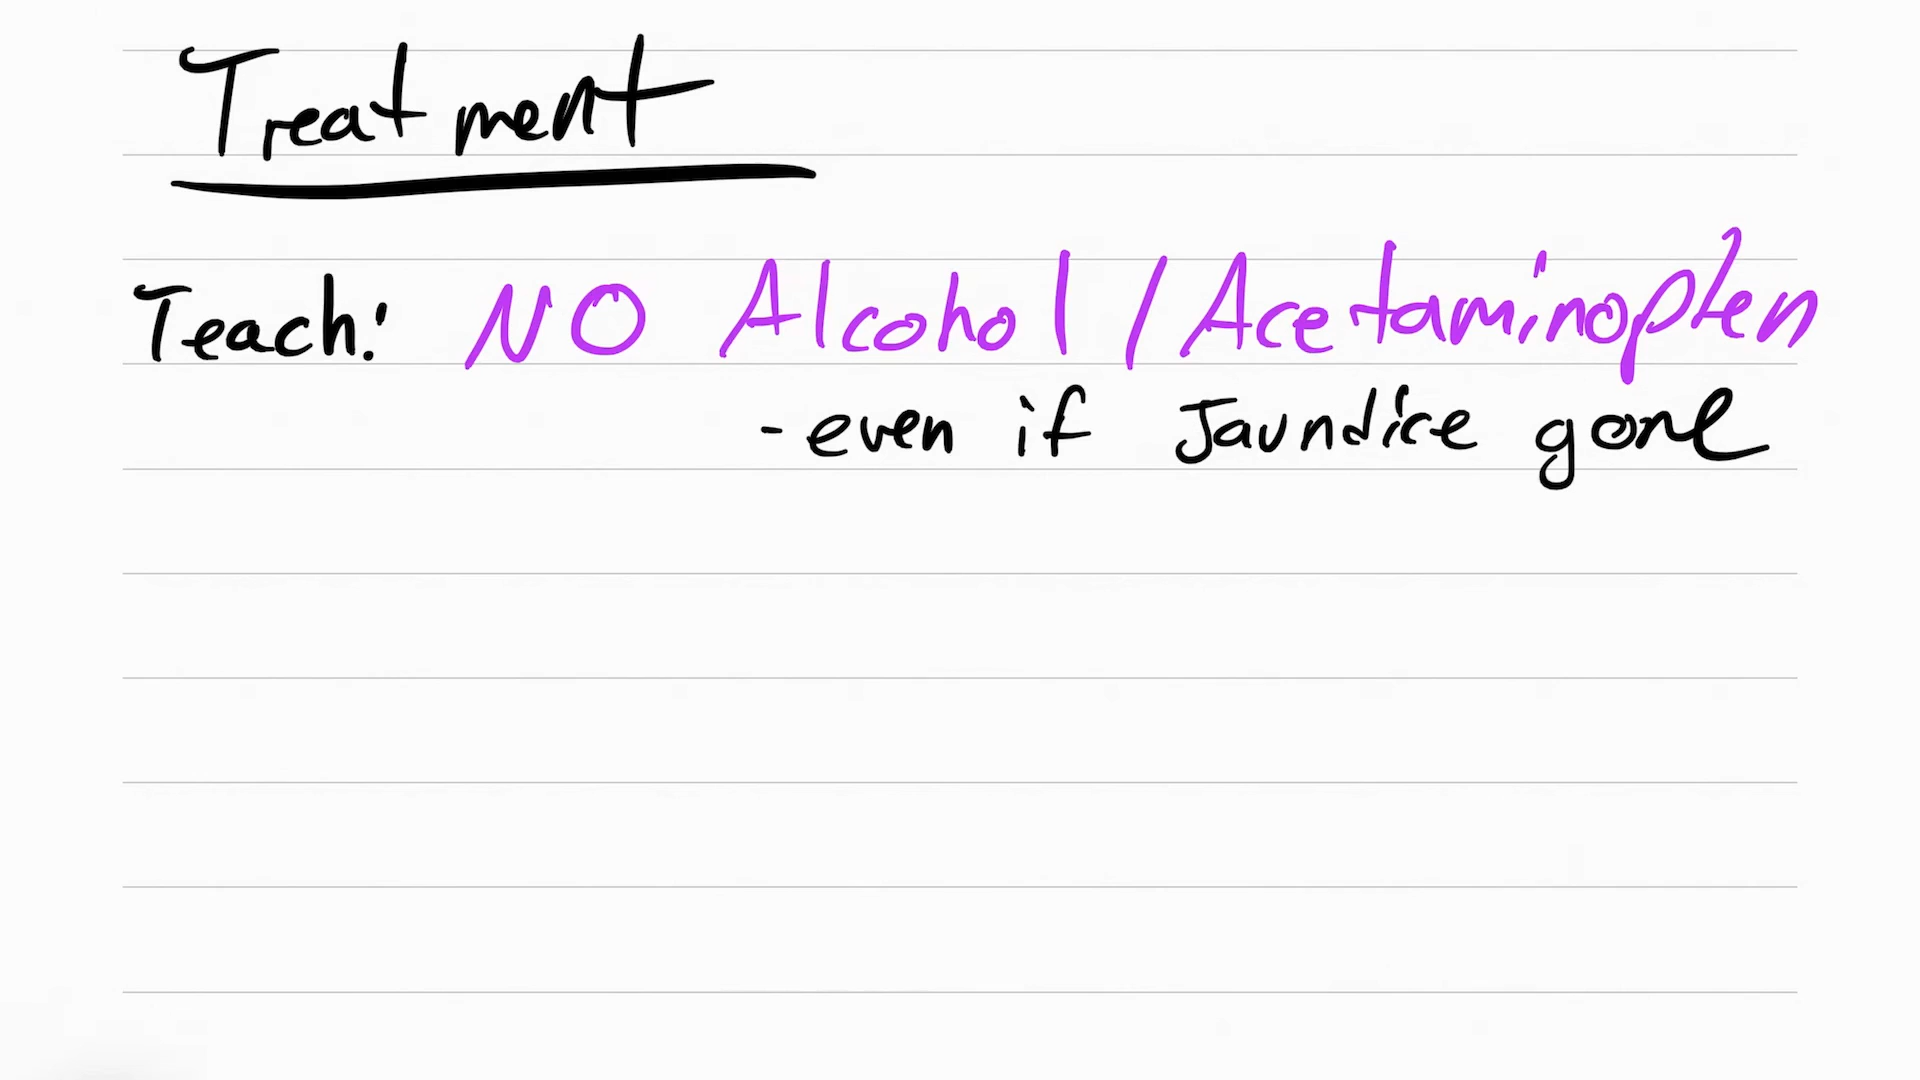 Treatment
Teach: NO Alcohol / Acetaminophen
- even if Jaundice gone